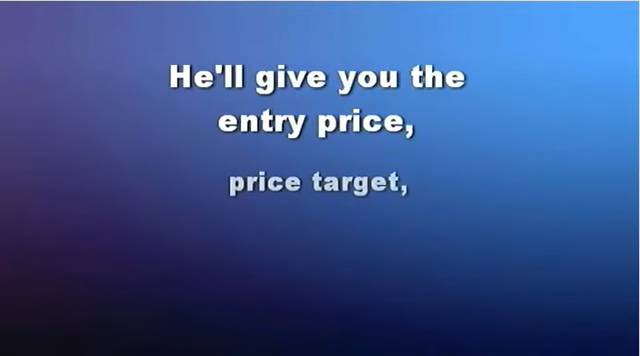 He'll give you the
entry price,
price target,